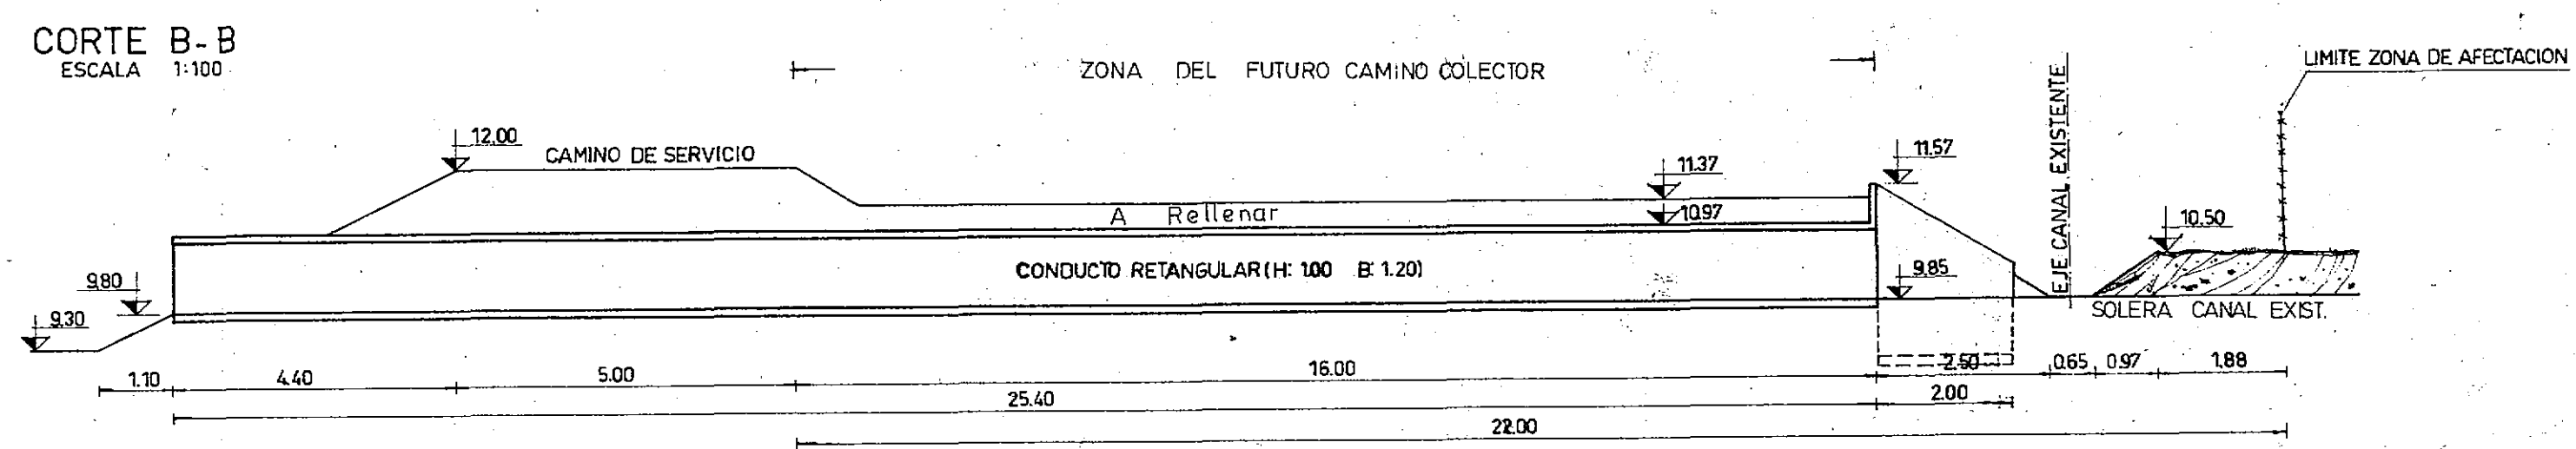 CORTE B-B
ESCALA 1:100
ZONA DEL FUTURO CAMINO COLECTOR
LIMITE ZONA DE AFECTACION
EJE CANAL EXISTENTE
12.00
CAMINO DE SERVICIO
11.37
11.57
A Rellenar
10.97
10.50
CONDUCTO RETANGULAR (H: 1.00 B: 1.20)
9.80
9.85
9.30
SOLERA CANAL EXIST.
1.10
4.40
5.00
16.00
2.50
0.65
0.97
1.88
25.40
2.00
22.00